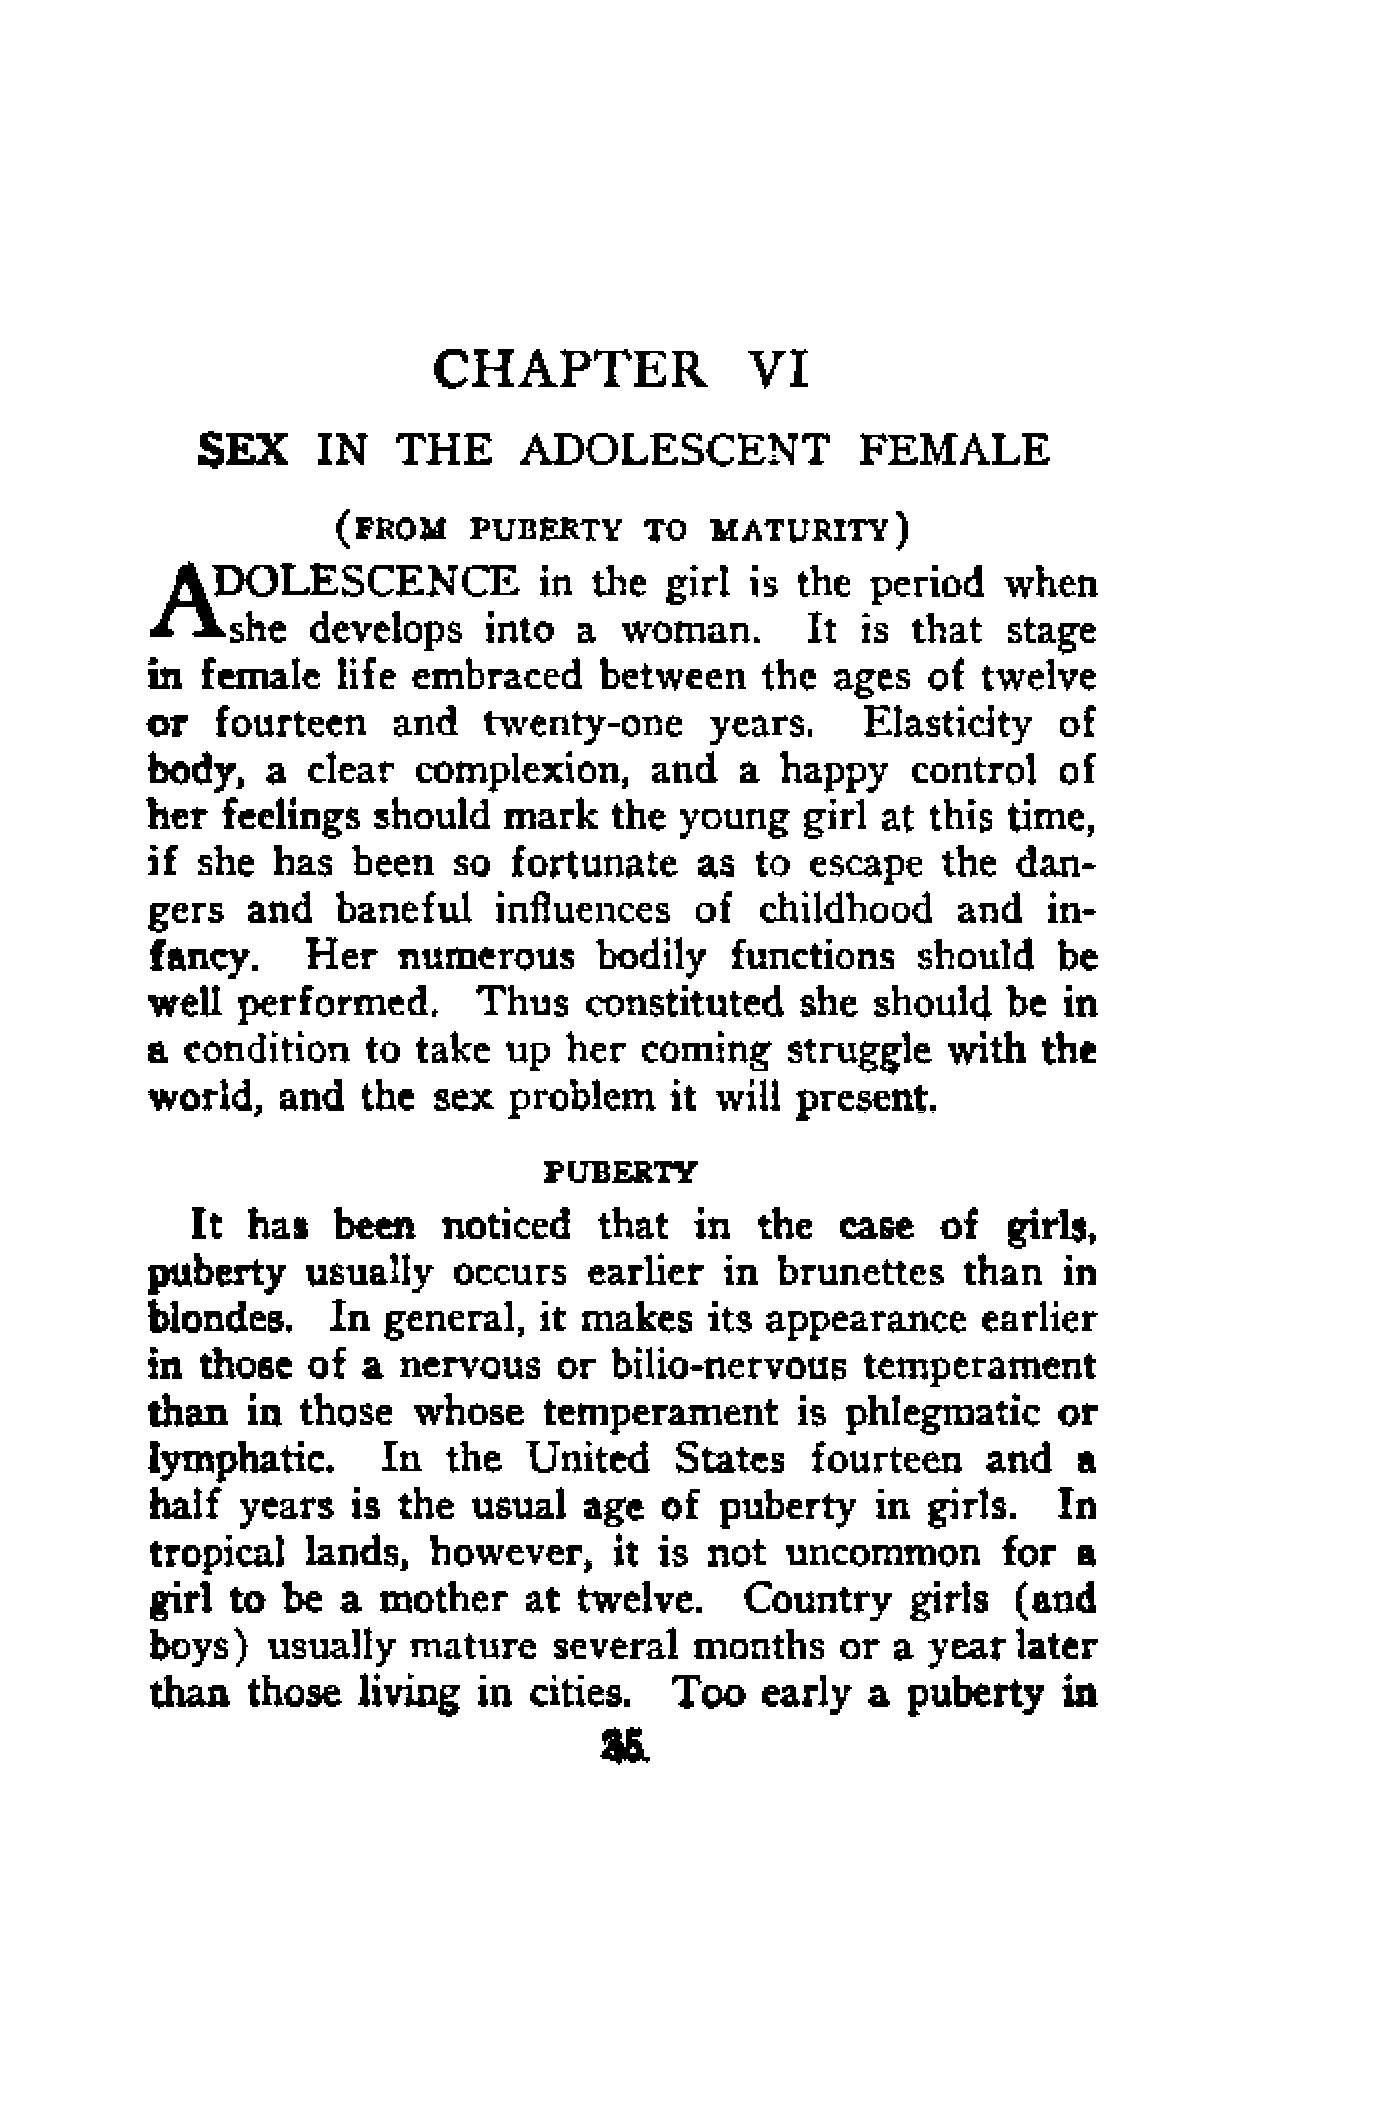 CHAPTER VI
SEX IN THE ADOLESCENT FEMALE
(FROM PUBERTY TO MATURITY)
ADOLESCENCE in the girl is the period when
she develops into a woman. It is that stage
in female life embraced between the ages of twelve
or fourteen and twenty-one years. Elasticity of
body, a clear complexion, and a happy control of
her feelings should mark the young girl at this time,
if she has been so fortunate as to escape the dan-
gers and baneful influences of childhood and in-
fancy. Her numerous bodily functions should be
well performed. Thus constituted she should be in
a condition to take up her coming struggle with the
world, and the sex problem it will present.
PUBERTY
It has been noticed that in the case of girls,
puberty usually occurs earlier in brunettes than in
blondes. In general, it makes its appearance earlier
in those of a nervous or bilio-nervous temperament
than in those whose temperament is phlegmatic or
lymphatic. In the United States fourteen and a
half years is the usual age of puberty in girls. In
tropical lands, however, it is not uncommon for a
girl to be a mother at twelve. Country girls (and
boys) usually mature several months or a year later
than those living in cities. Too early a puberty in
35